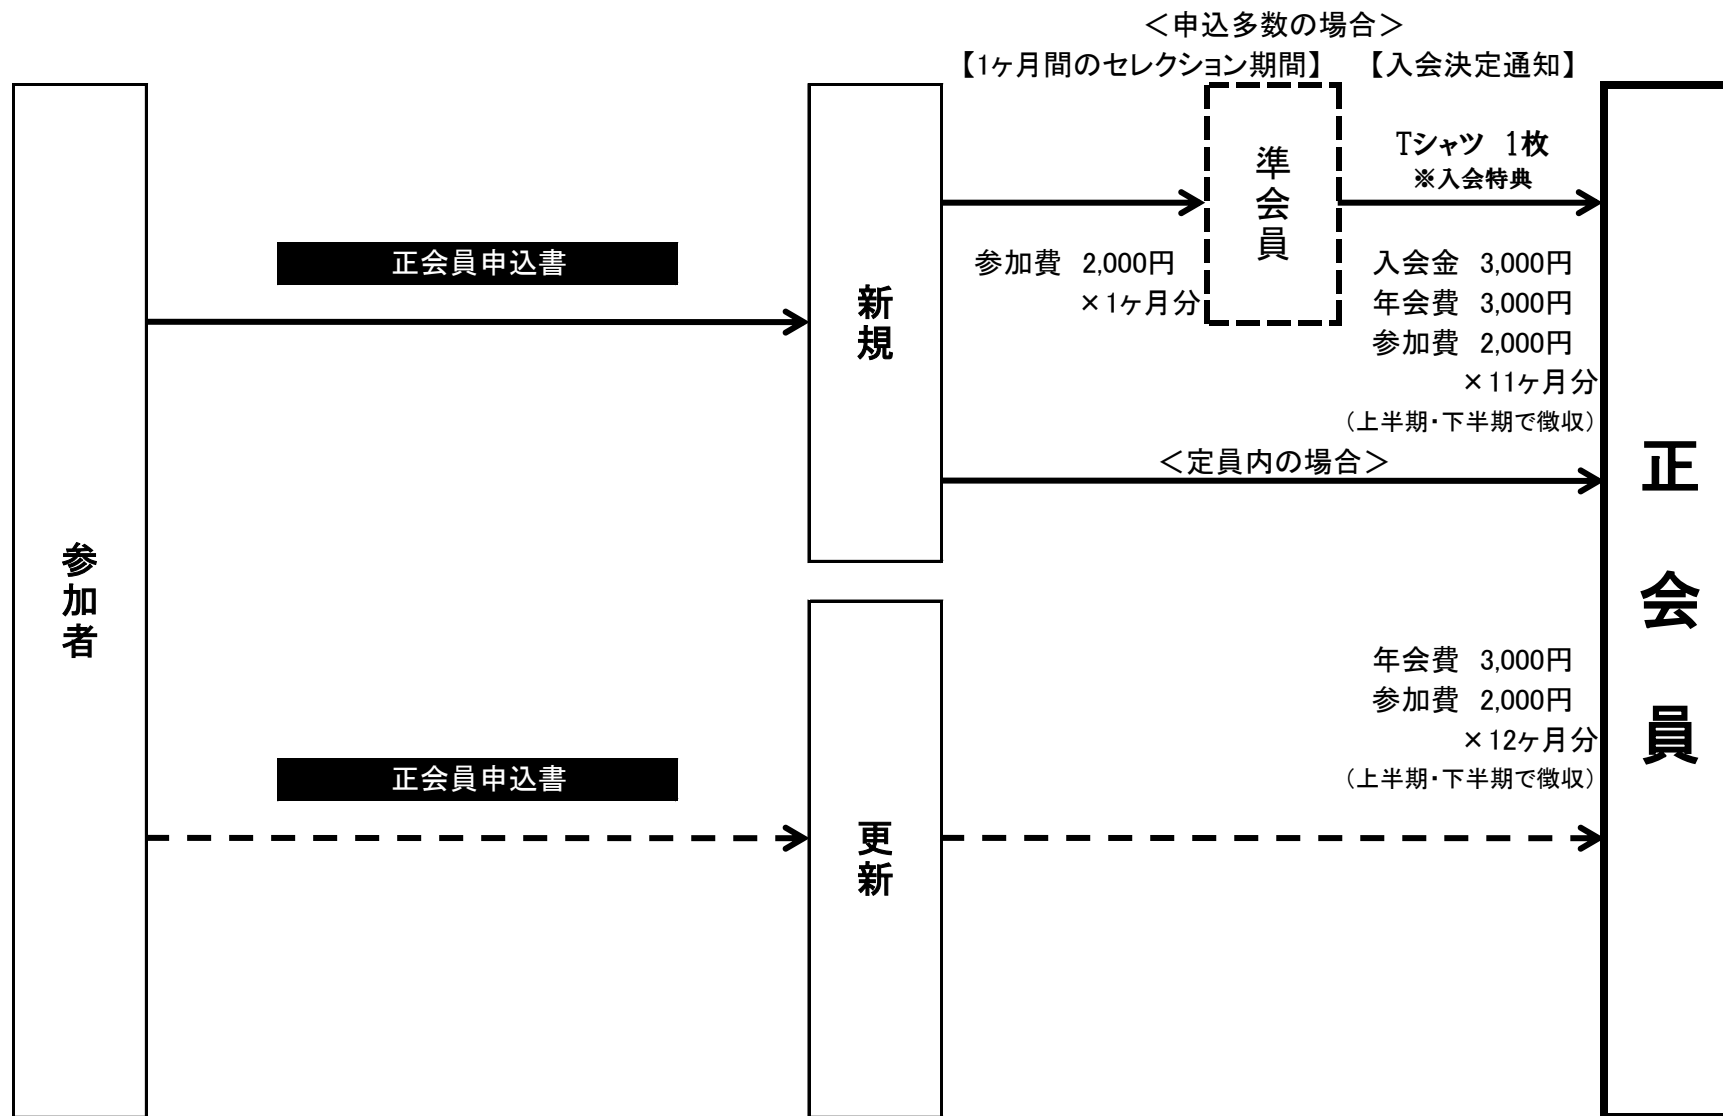 ＜申込多数の場合＞
【1ヶ月間のセレクション期間】
【入会決定通知】
参加者
正会員申込書
新規
準会員
Tシャツ 1枚
※入会特典
参加費 2,000円
×1ヶ月分
入会金 3,000円
年会費 3,000円
参加費 2,000円
×11ヶ月分
（上半期・下半期で徴収）
＜定員内の場合＞
正会員
正会員申込書
更新
年会費 3,000円
参加費 2,000円
×12ヶ月分
（上半期・下半期で徴収）